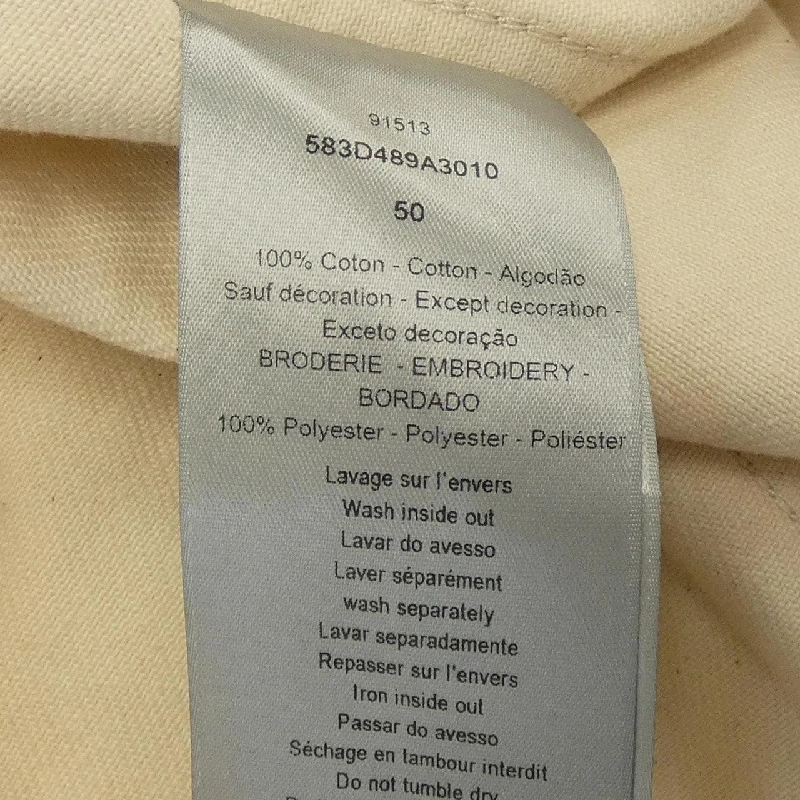 91513
583D489A3010
50
100% Coton - Cotton - Algodão
Sauf décoration - Except decoration -
Exceto decoração
BRODERIE - EMBROIDERY -
BORDADO
100% Polyester - Polyester - Poliéster
Lavage sur l'envers
Wash inside out
Lavar do avesso
Laver séparément
wash separately
Lavar separadamente
Repasser sur l'envers
Iron inside out
Passar do avesso
Séchage en tambour interdit
Do not tumble dry